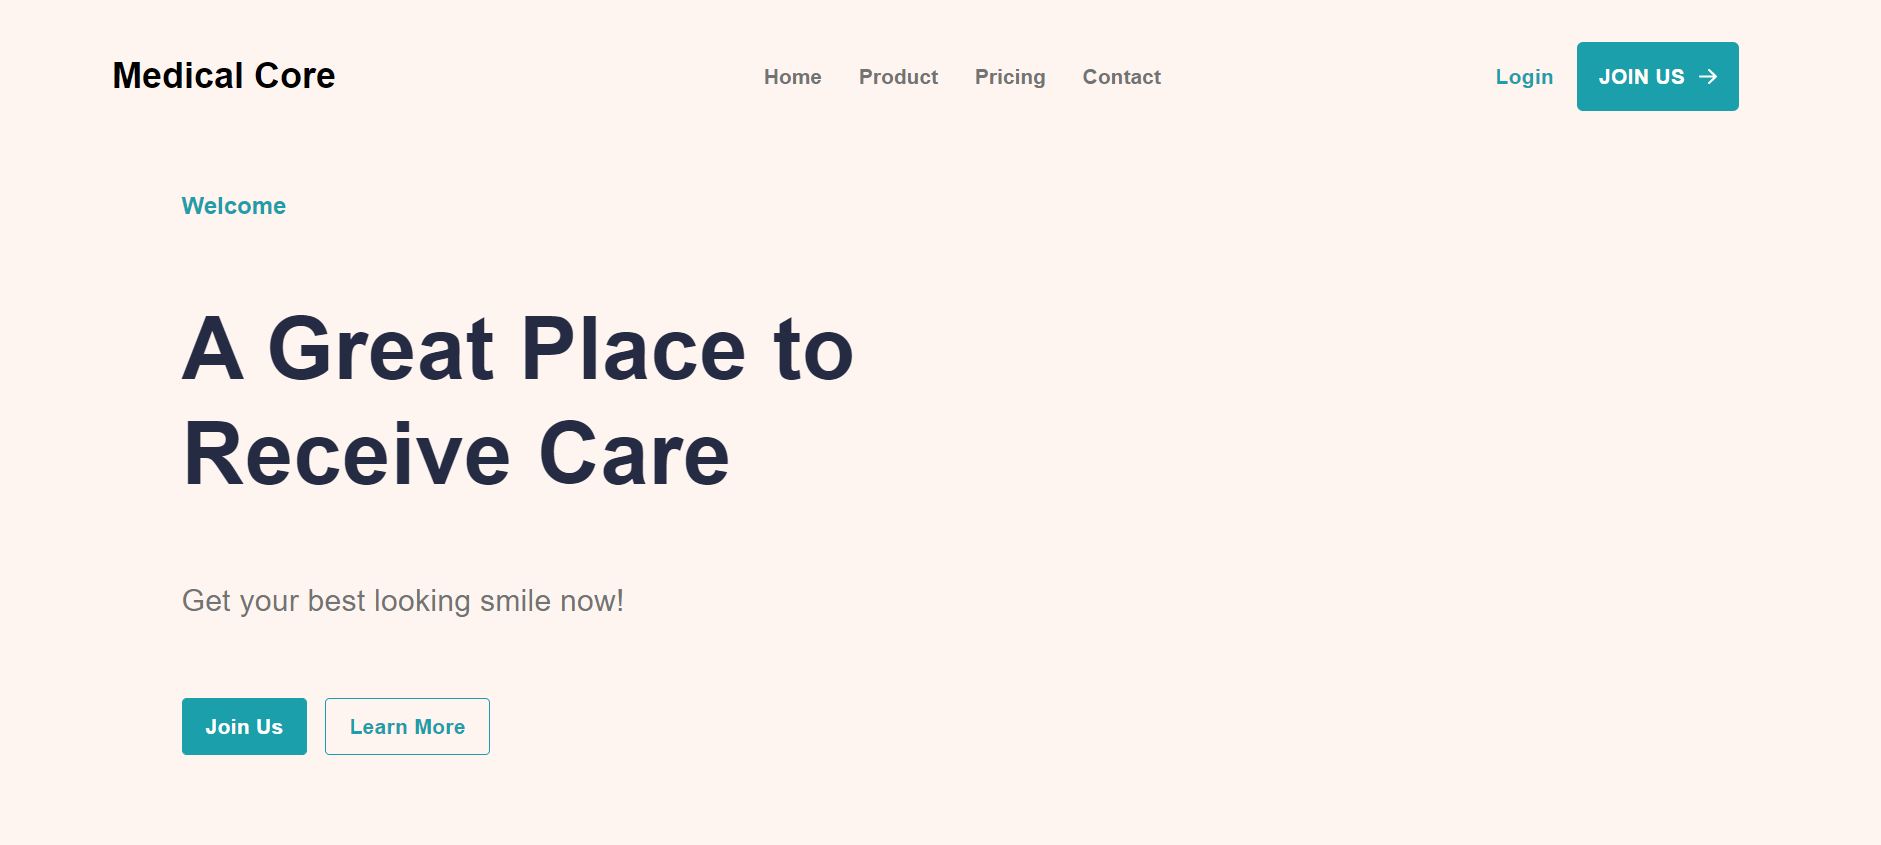 Medical Core
Home Product Pricing Contact
Login JOIN US
Welcome
A Great Place to
Receive Care
Get your best looking smile now!
Join Us Learn More